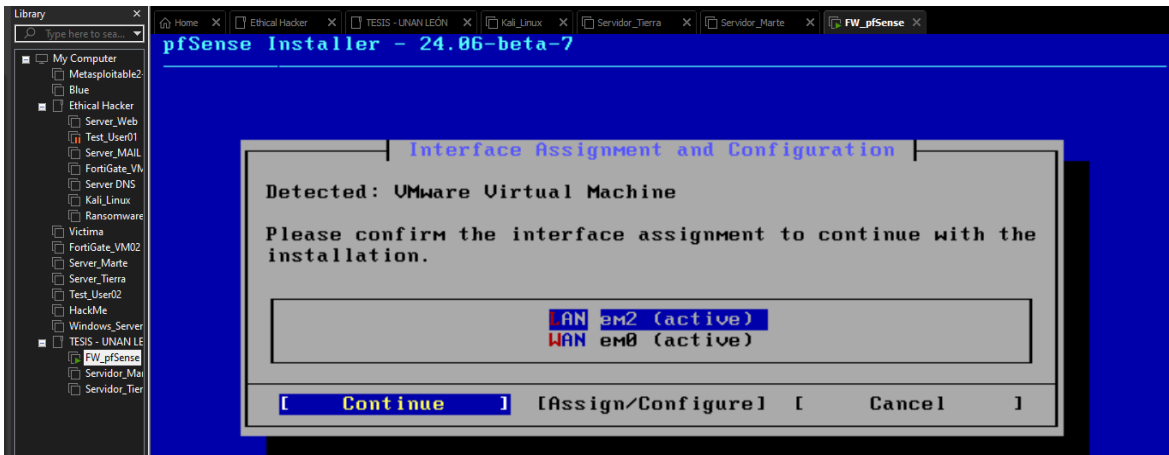 Library
Type here to sea...
My Computer
Metasploitable2-
Blue
Ethical Hacker
Server_Web
Test_User01
Server_MAIL
FortiGate_VM
Server DNS
Kali_Linux
Ransomware
Victima
FortiGate_VM02
Server_Marte
Server_Tierra
Test_User02
HackMe
Windows_Server
TESIS - UNAN LE
FW_pfSense
Servidor_Mar
Servidor_Tier
Home
Ethical Hacker
TESIS - UNAN LEÓN
Kali_Linux
Servidor_Tierra
Servidor_Marte
FW_pfSense
pfSense Installer - 24.06-beta-7
Interface Assignment and Configuration
Detected: VMware Virtual Machine
Please confirm the interface assignment to continue with the
installation.
LAN em2 (active)
WAN em0 (active)
[ Continue ] [Assign/Configure] [ Cancel ]